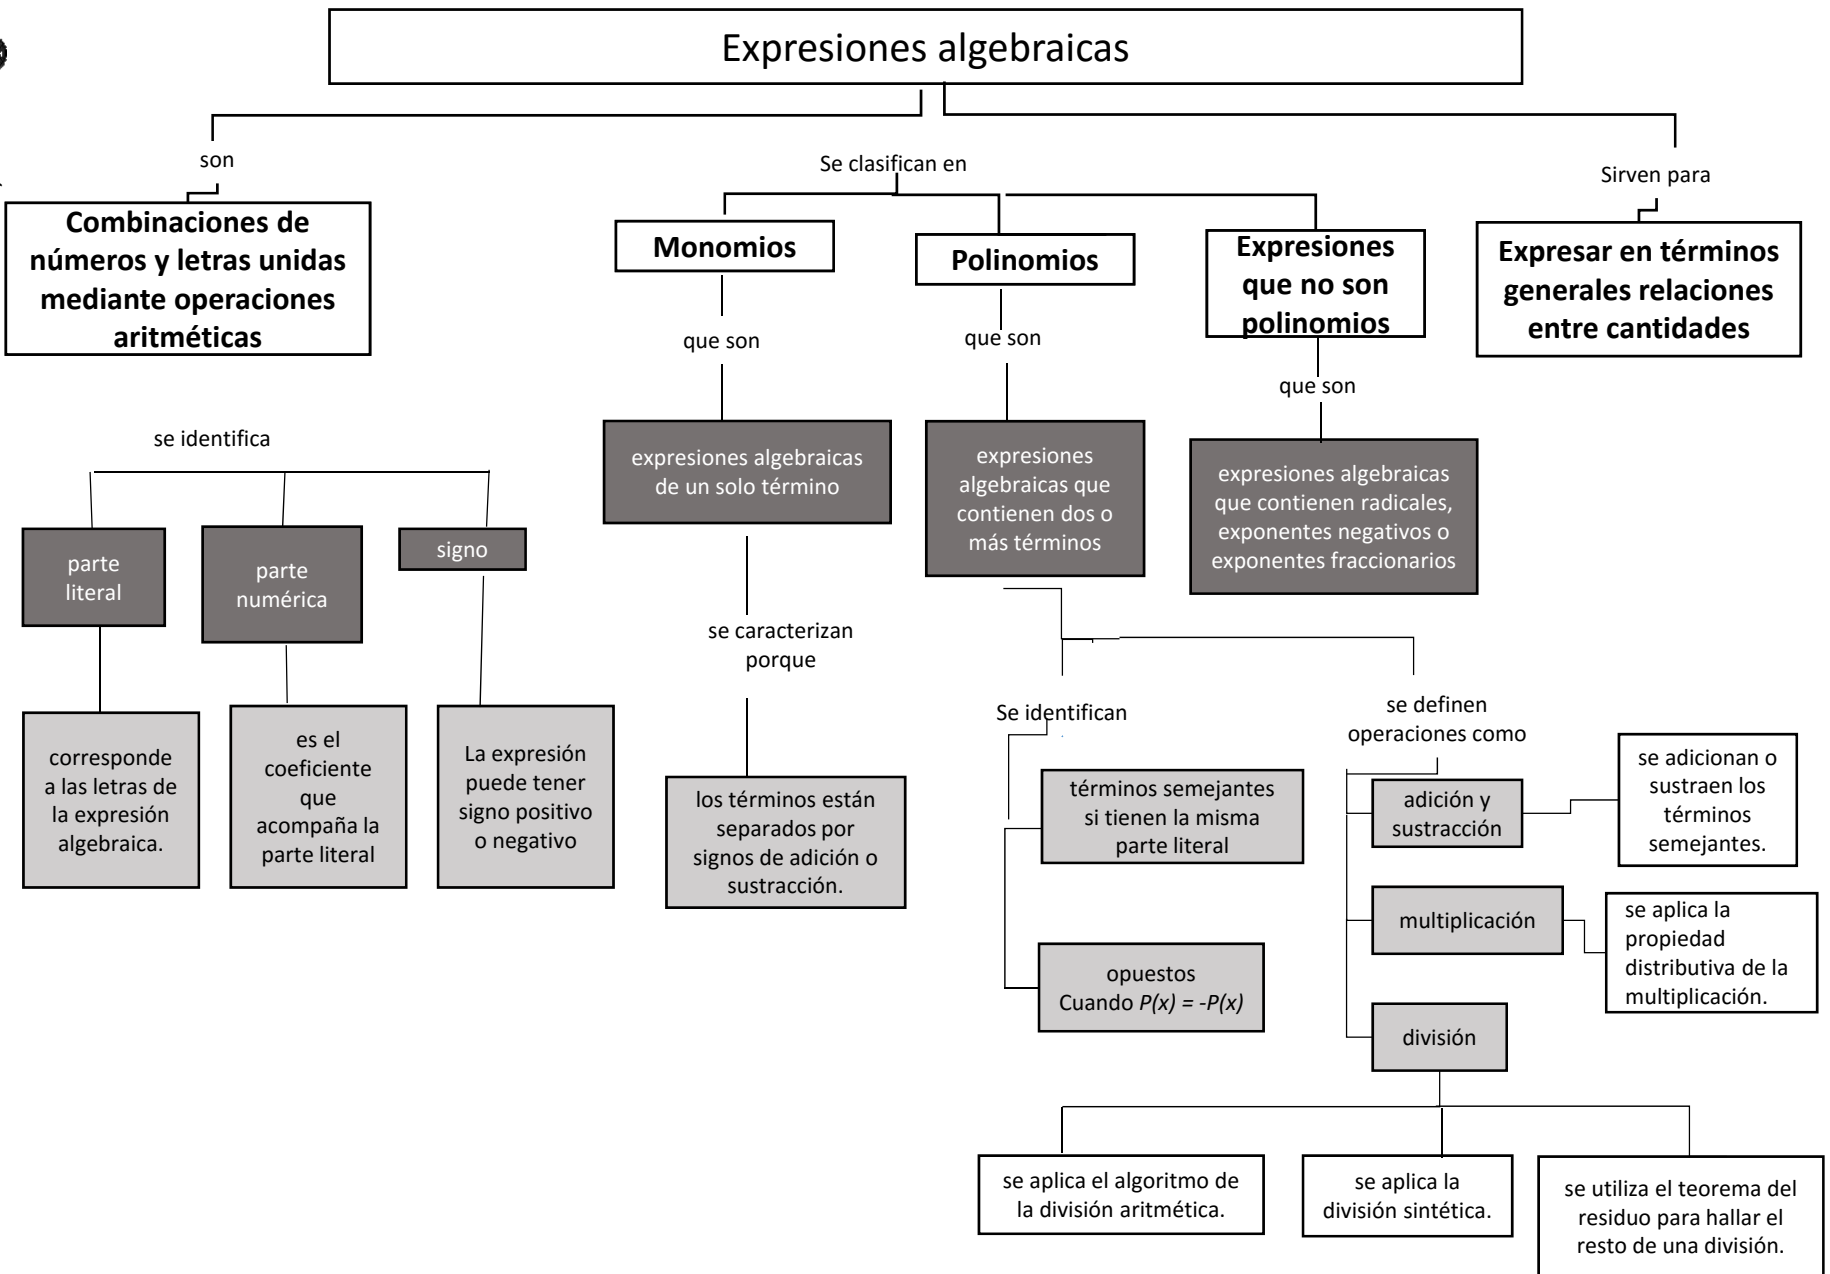 Expresiones algebraicas
son
Combinaciones de
números y letras unidas
mediante operaciones
aritméticas
Se clasifican en
Sirven para
Expresar en términos
generales relaciones
entre cantidades
Monomios
Polinomios
Expresiones
que no son
polinomios
que son
que son
que son
expresiones algebraicas
de un solo término
expresiones
algebraicas que
contienen dos o
más términos
expresiones algebraicas
que contienen radicales,
exponentes negativos o
exponentes fraccionarios
se identifica
parte
literal
parte
numérica
signo
corresponde
a las letras de
la expresión
algebraica.
es el
coeficiente
que
acompaña la
parte literal
La expresión
puede tener
signo positivo
o negativo
se caracterizan
porque
los términos están
separados por
signos de adición o
sustracción.
Se identifican
términos semejantes
si tienen la misma
parte literal
opuestos
Cuando P(x) = -P(x)
se definen
operaciones como
adición y
sustracción
se adicionan o
sustraen los
términos
semejantes.
multiplicación
se aplica la
propiedad
distributiva de la
multiplicación.
división
se aplica el algoritmo de
la división aritmética.
se aplica la
división sintética.
se utiliza el teorema del
residuo para hallar el
resto de una división.